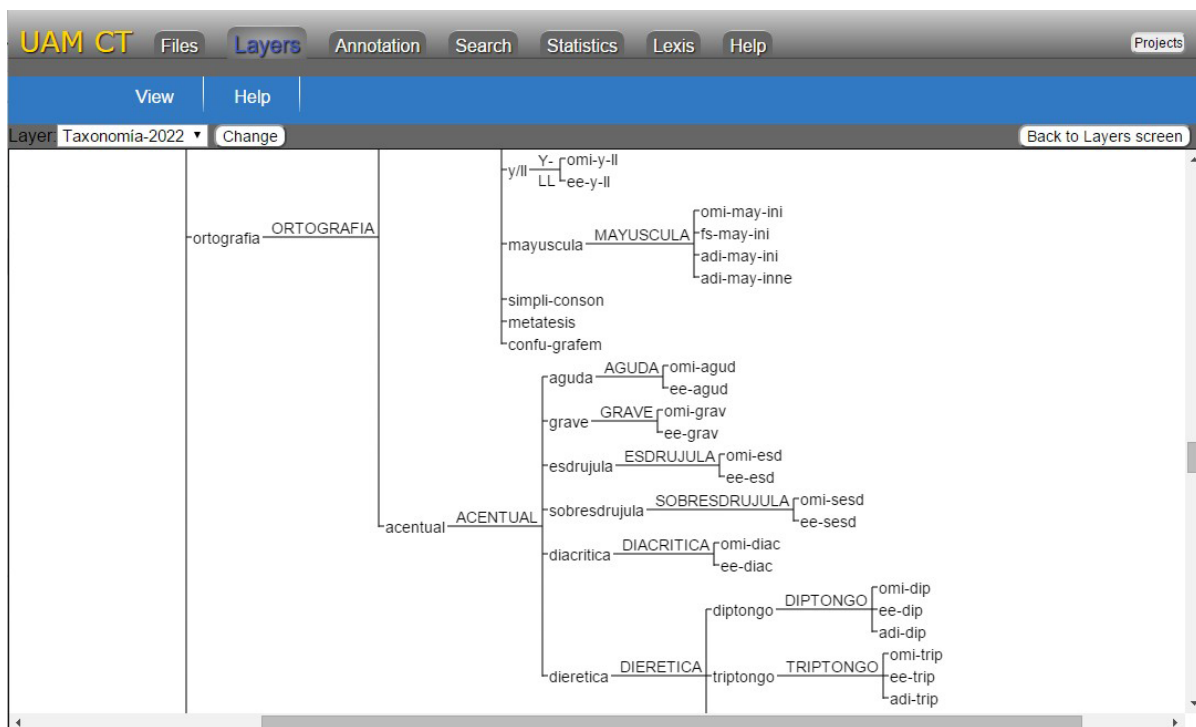 UAM CT Files Layers Annotation Search Statistics Lexis Help Projects
View Help
Layer: Taxonomía-2022 Change Back to Layers screen
y/ll Y-LL omi-y-ll
ee-y-ll
ortografia ORTOGRAFIA
mayuscula MAYUSCULA omi-may-ini
fs-may-ini
adi-may-ini
adi-may-inne
simpli-conson
metatesis
confu-grafem
acentual ACENTUAL
aguda AGUDA omi-agud
ee-agud
grave GRAVE omi-grav
ee-grav
esdrujula ESDRUJULA omi-esd
ee-esd
sobresdrujula SOBRESDRUJULA omi-sesd
ee-sesd
diacritica DIACRITICA omi-diac
ee-diac
dieretica DIERETICA
diptongo DIPTONGO omi-dip
ee-dip
adi-dip
triptongo TRIPTONGO omi-trip
ee-trip
adi-trip